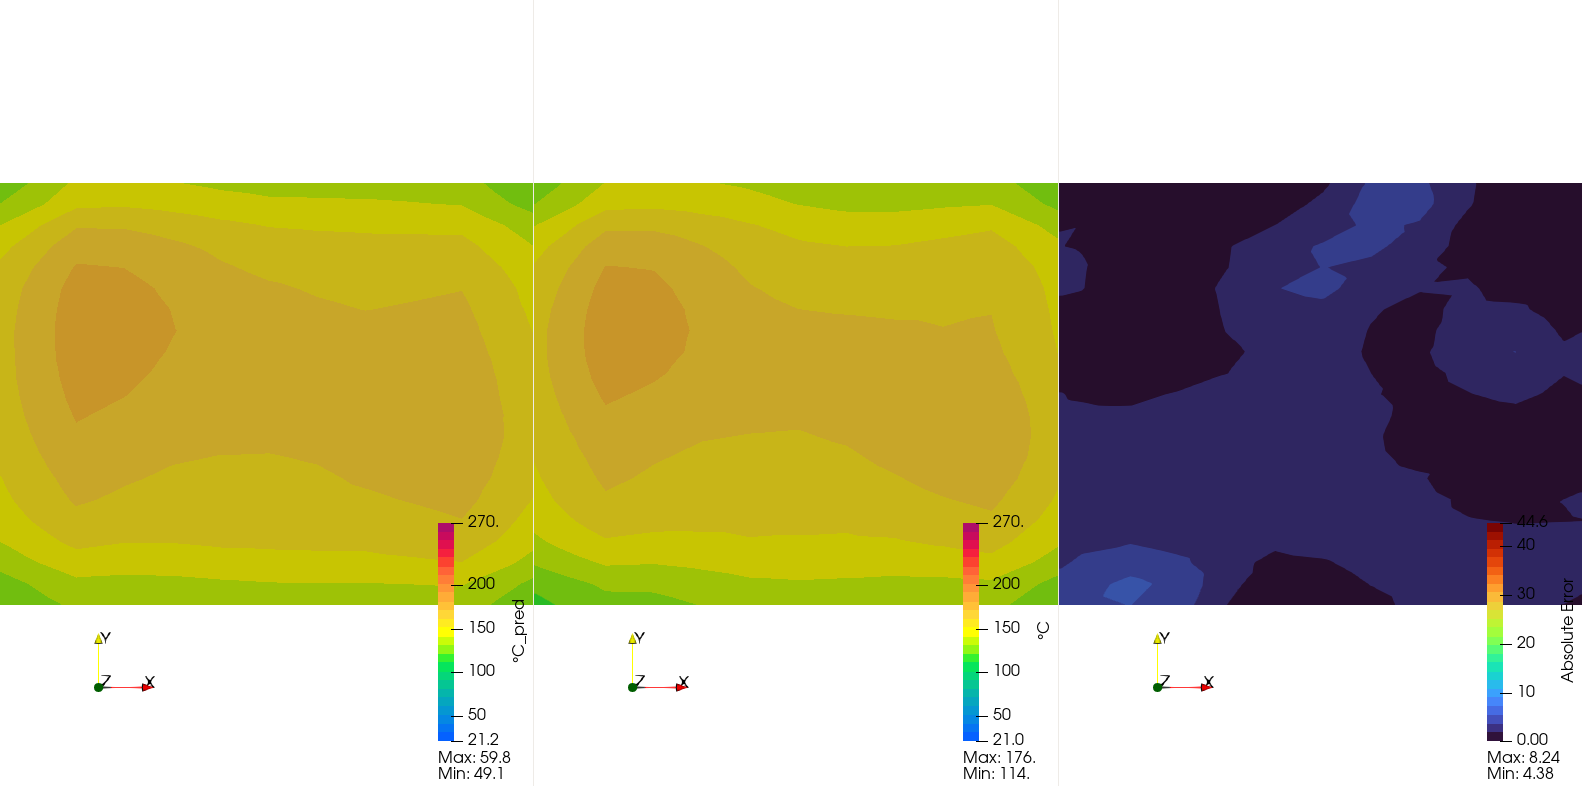 270.
200
150
100
50
21.2
°C_pred
Max: 59.8
Min: 49.1
Y
Z
X
270.
200
150
100
50
21.0
°C
Max: 176.
Min: 114.
Y
Z
X
44.6
40
30
20
10
0.00
Absolute Error
Max: 8.24
Min: 4.38
Y
Z
X